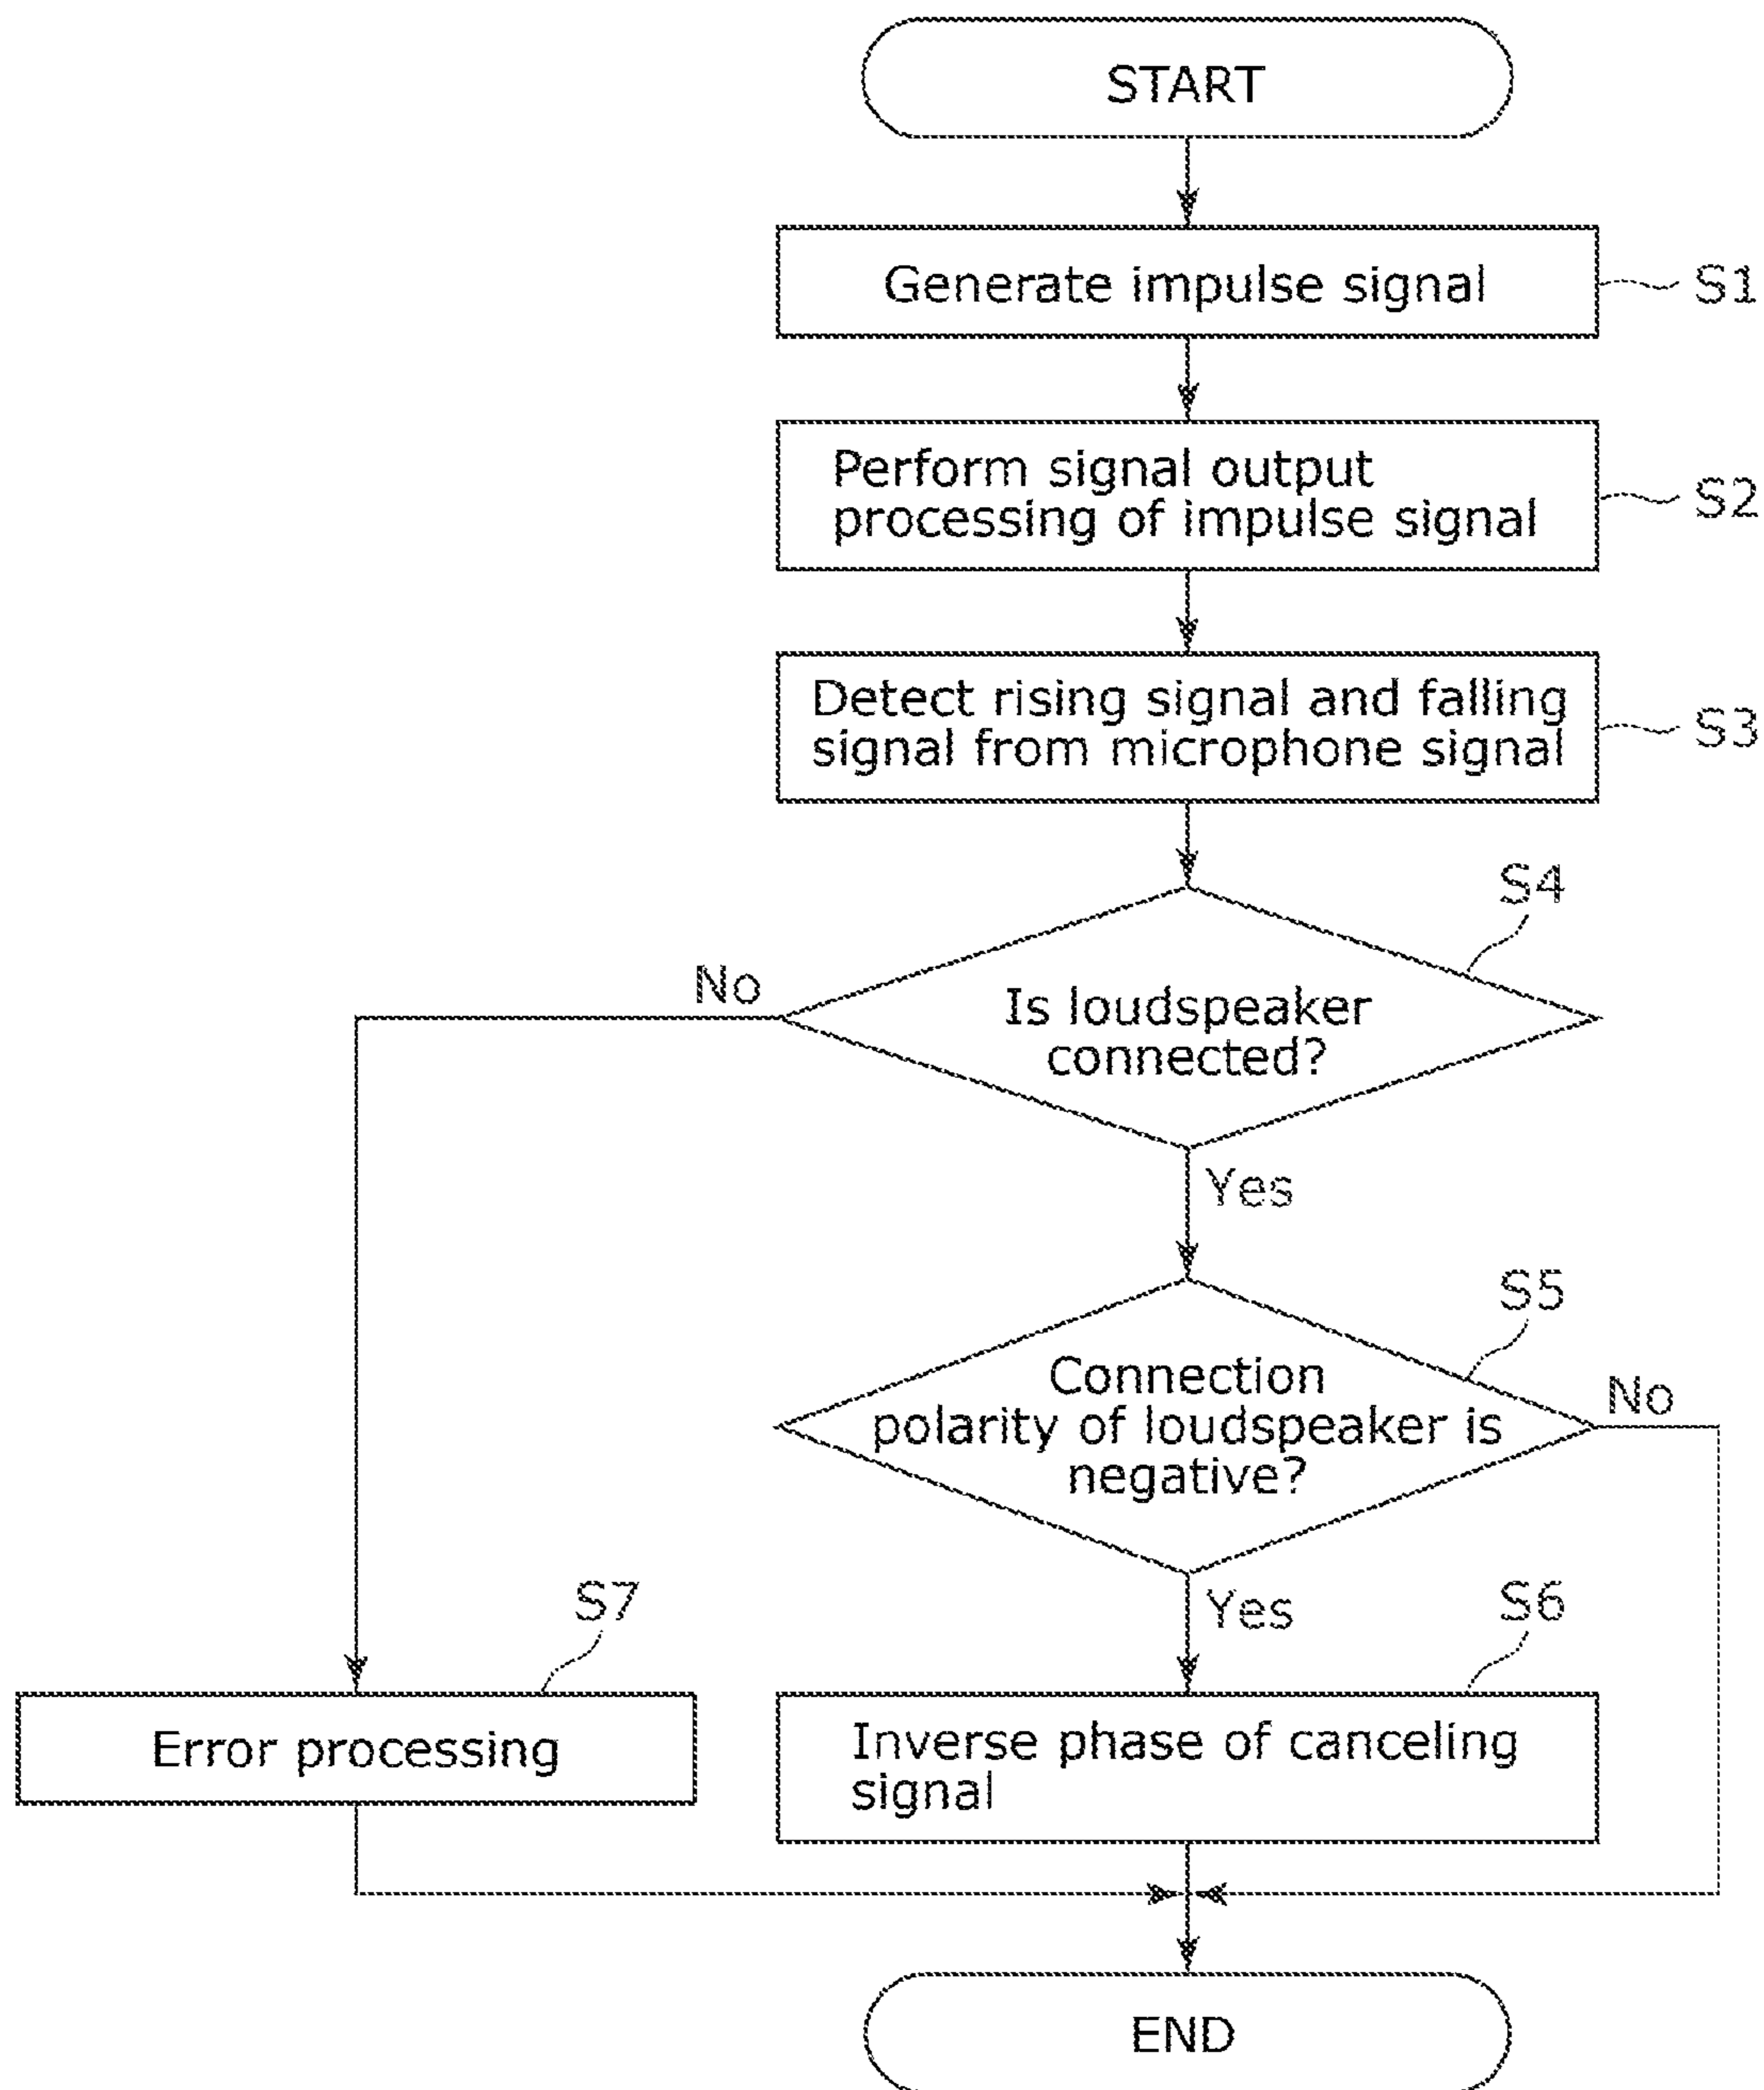 START
Generate impulse signal
S1
Perform signal output
processing of impulse signal
S2
Detect rising signal and falling
signal from microphone signal
S3
S4
No
Is loudspeaker
connected?
Yes
S5
Connection
polarity of loudspeaker is
negative?
No
Yes
S7
S6
Error processing
Inverse phase of canceling
signal
END